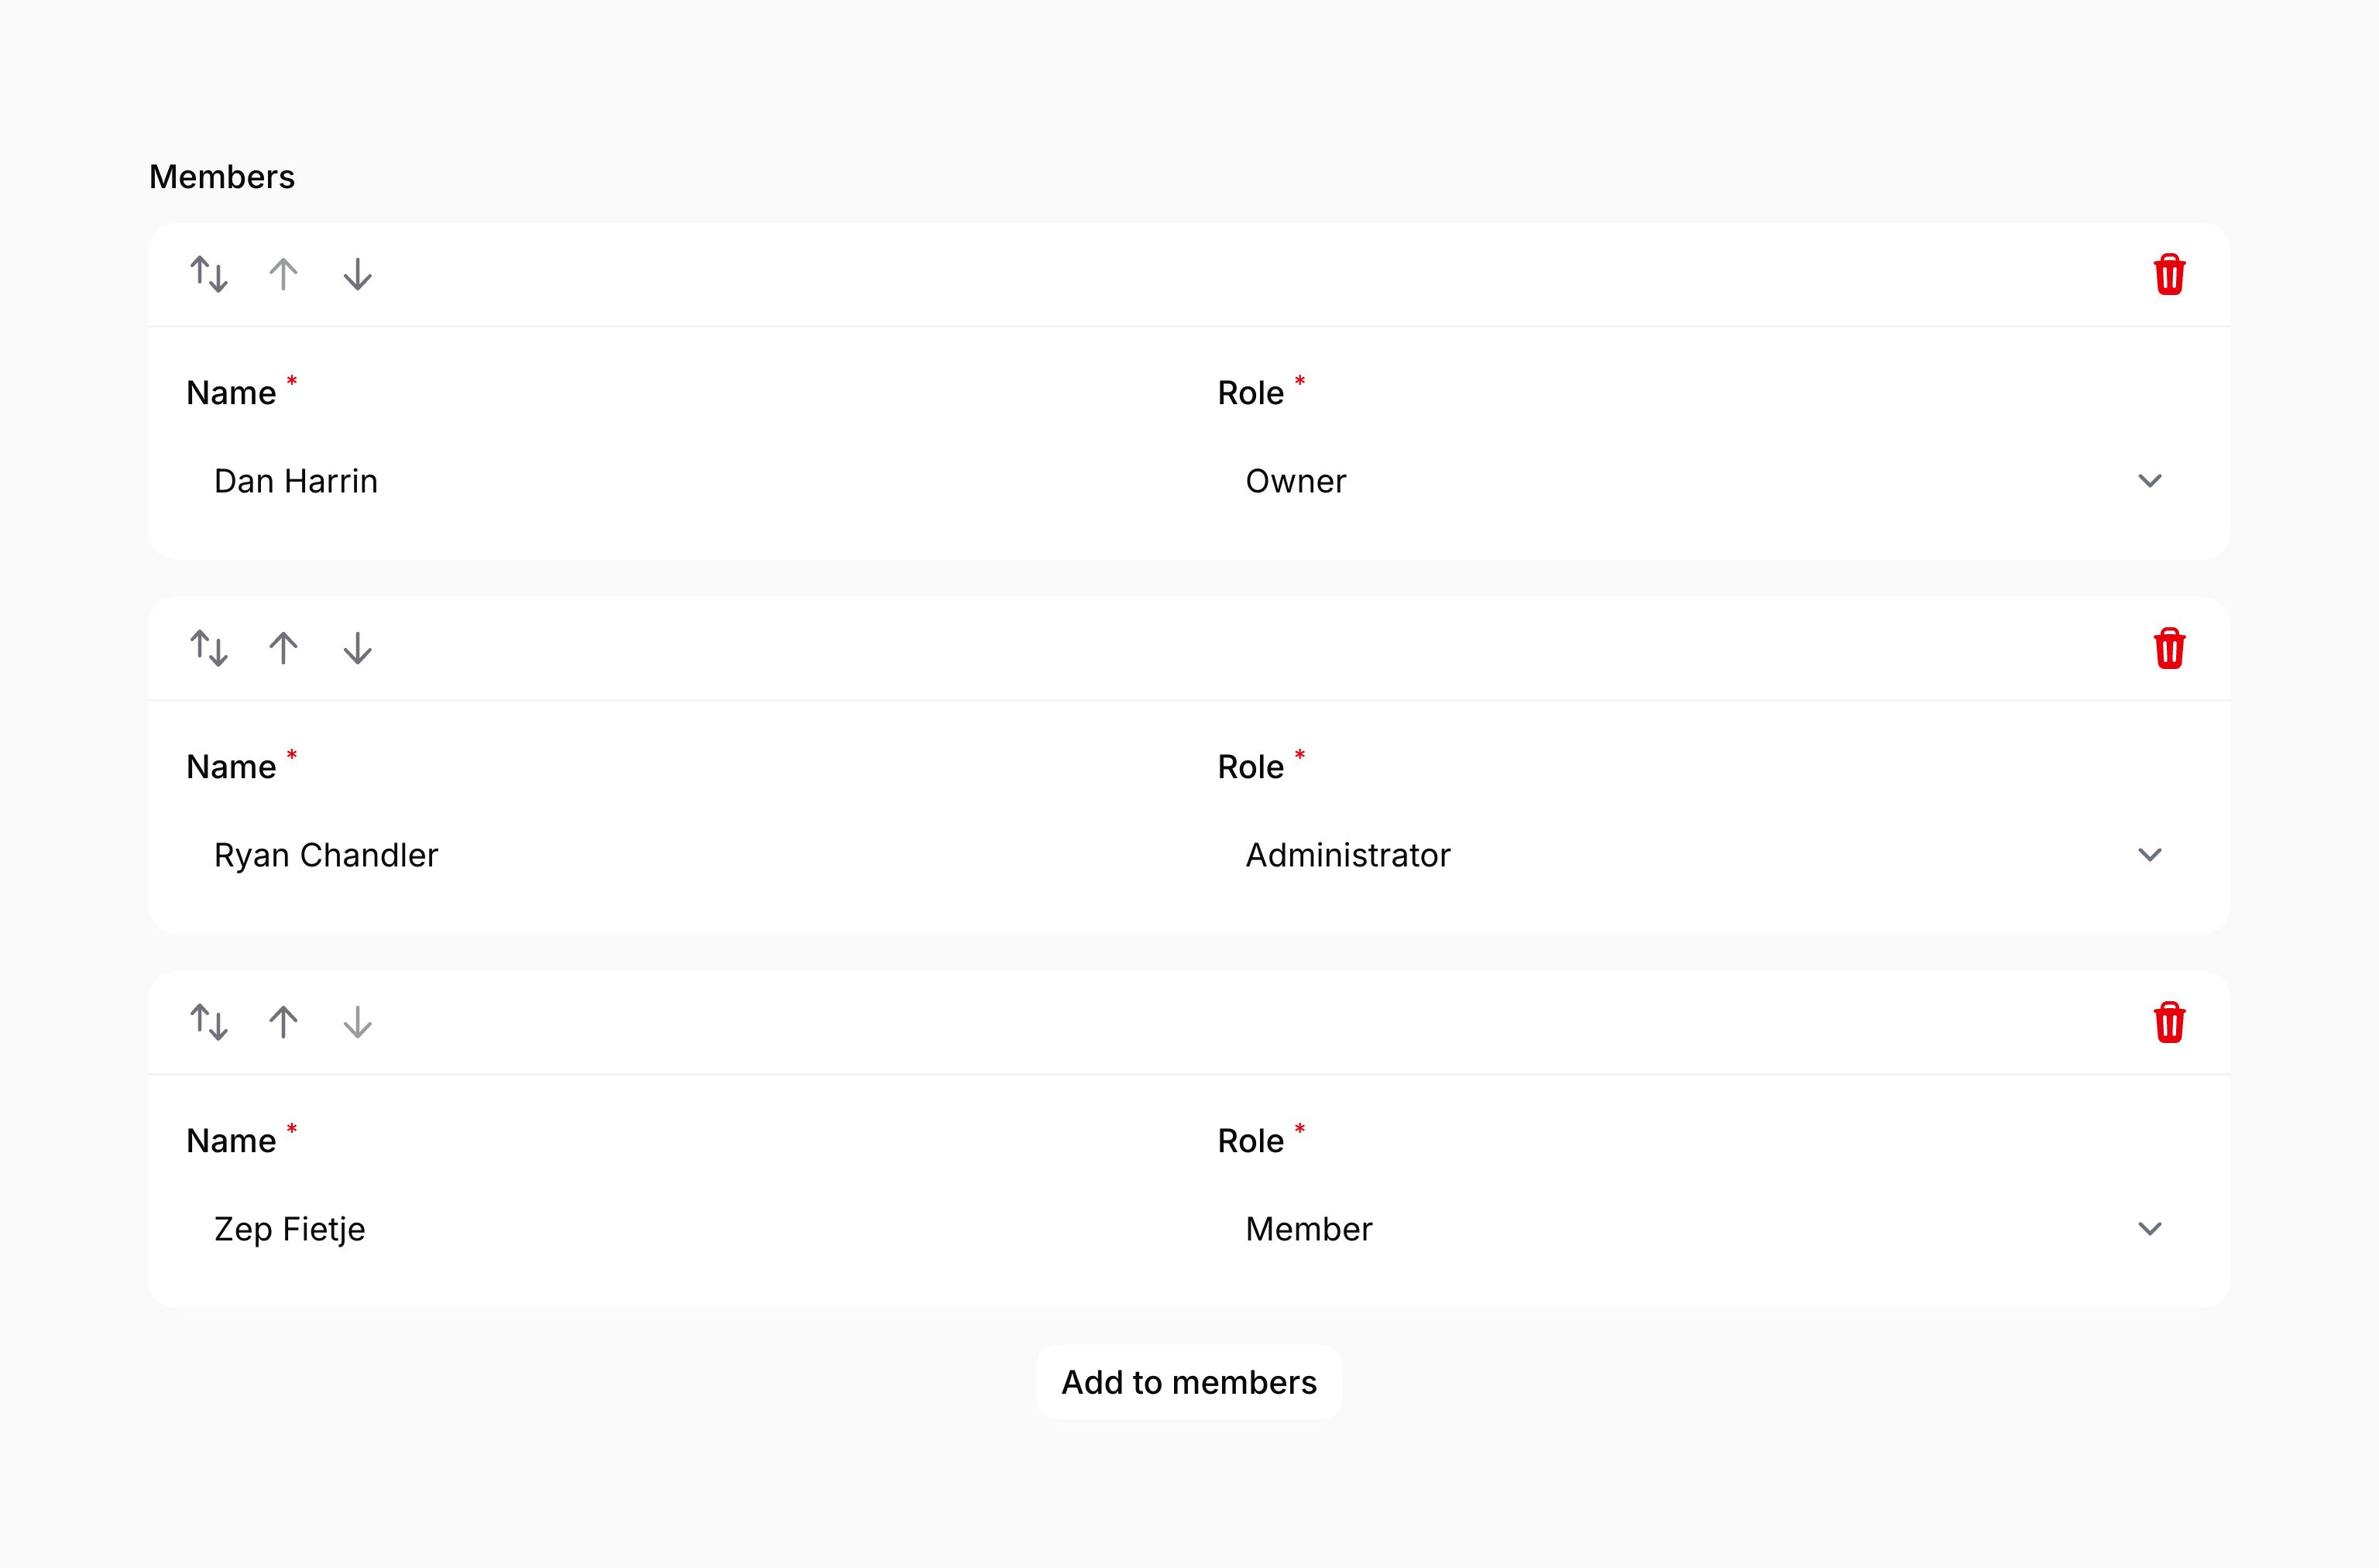 Members
Name * Role *
Dan Harrin Owner
Name * Role *
Ryan Chandler Administrator
Name * Role *
Zep Fietje Member
Add to members